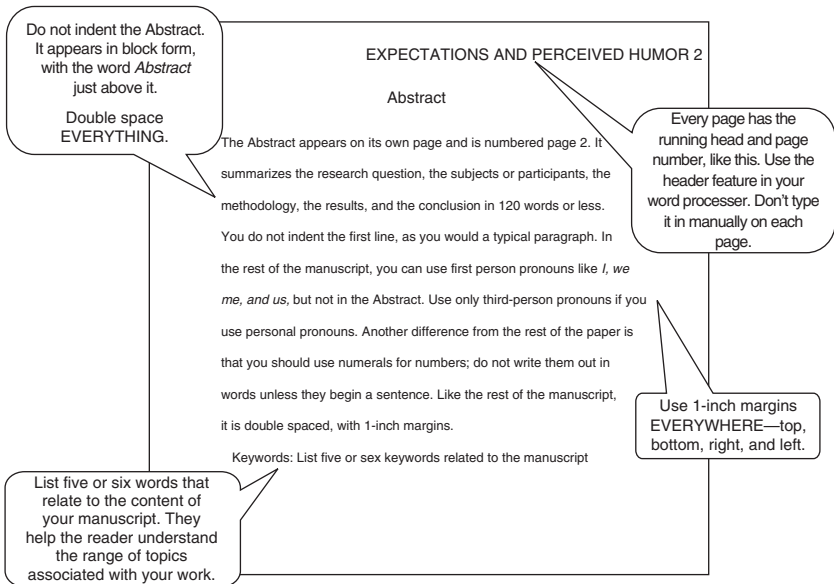 Do not indent the Abstract.
It appears in block form,
with the word Abstract
just above it.
Double space
EVERYTHING.
EXPECTATIONS AND PERCEIVED HUMOR 2
Abstract
Every page has the
running head and page
number, like this. Use the
header feature in your
word processer. Don’t type
it in manually on each
page.
The Abstract appears on its own page and is numbered page 2. It
summarizes the research question, the subjects or participants, the
methodology, the results, and the conclusion in 120 words or less.
You do not indent the first line, as you would a typical paragraph. In
the rest of the manuscript, you can use first person pronouns like I, we
me, and us, but not in the Abstract. Use only third-person pronouns if you
use personal pronouns. Another difference from the rest of the paper is
that you should use numerals for numbers; do not write them out in
words unless they begin a sentence. Like the rest of the manuscript,
it is double spaced, with 1-inch margins.
Keywords: List five or sex keywords related to the manuscript
Use 1-inch margins
EVERYWHERE—top,
bottom, right, and left.
List five or six words that
relate to the content of
your manuscript. They
help the reader understand
the range of topics
associated with your work.